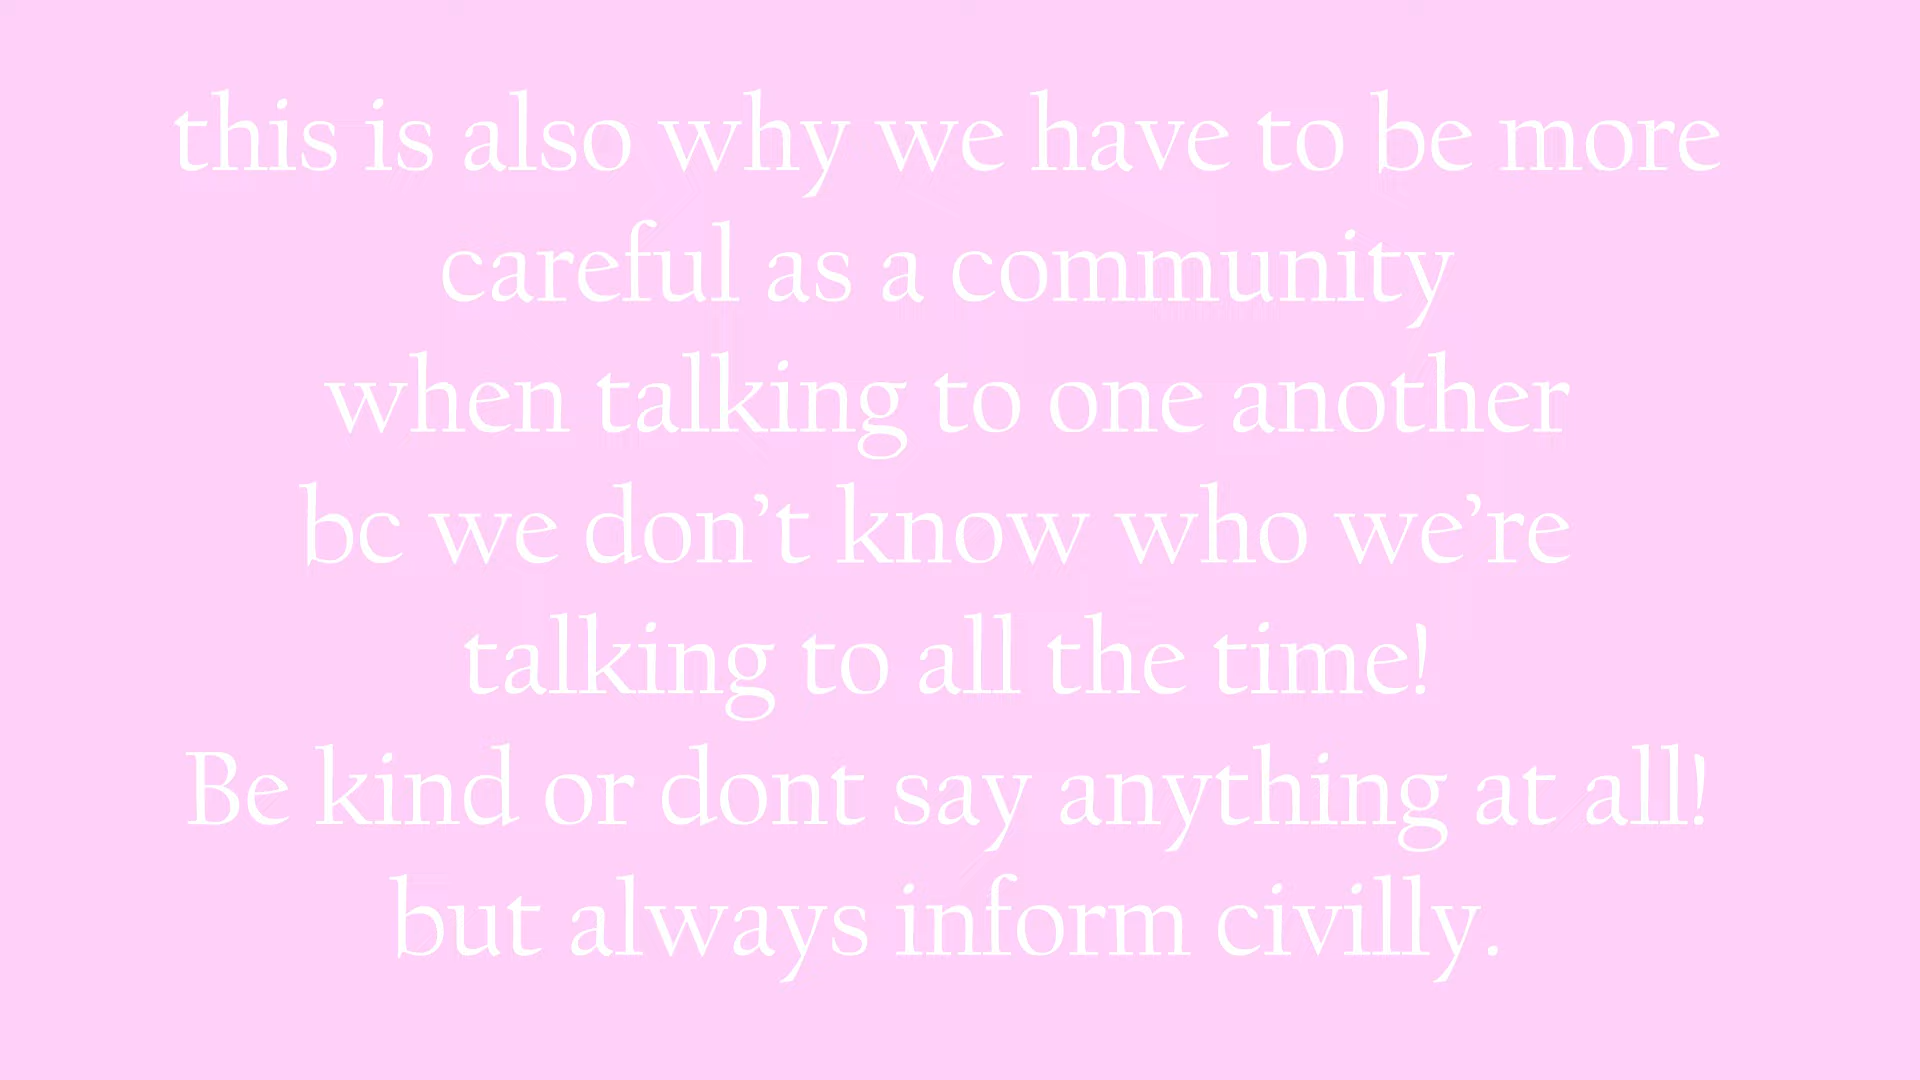 this is also why we have to be more
careful as a community
when talking to one another
bc we don’t know who we’re
talking to all the time!
Be kind or dont say anything at all!
but always inform civilly.